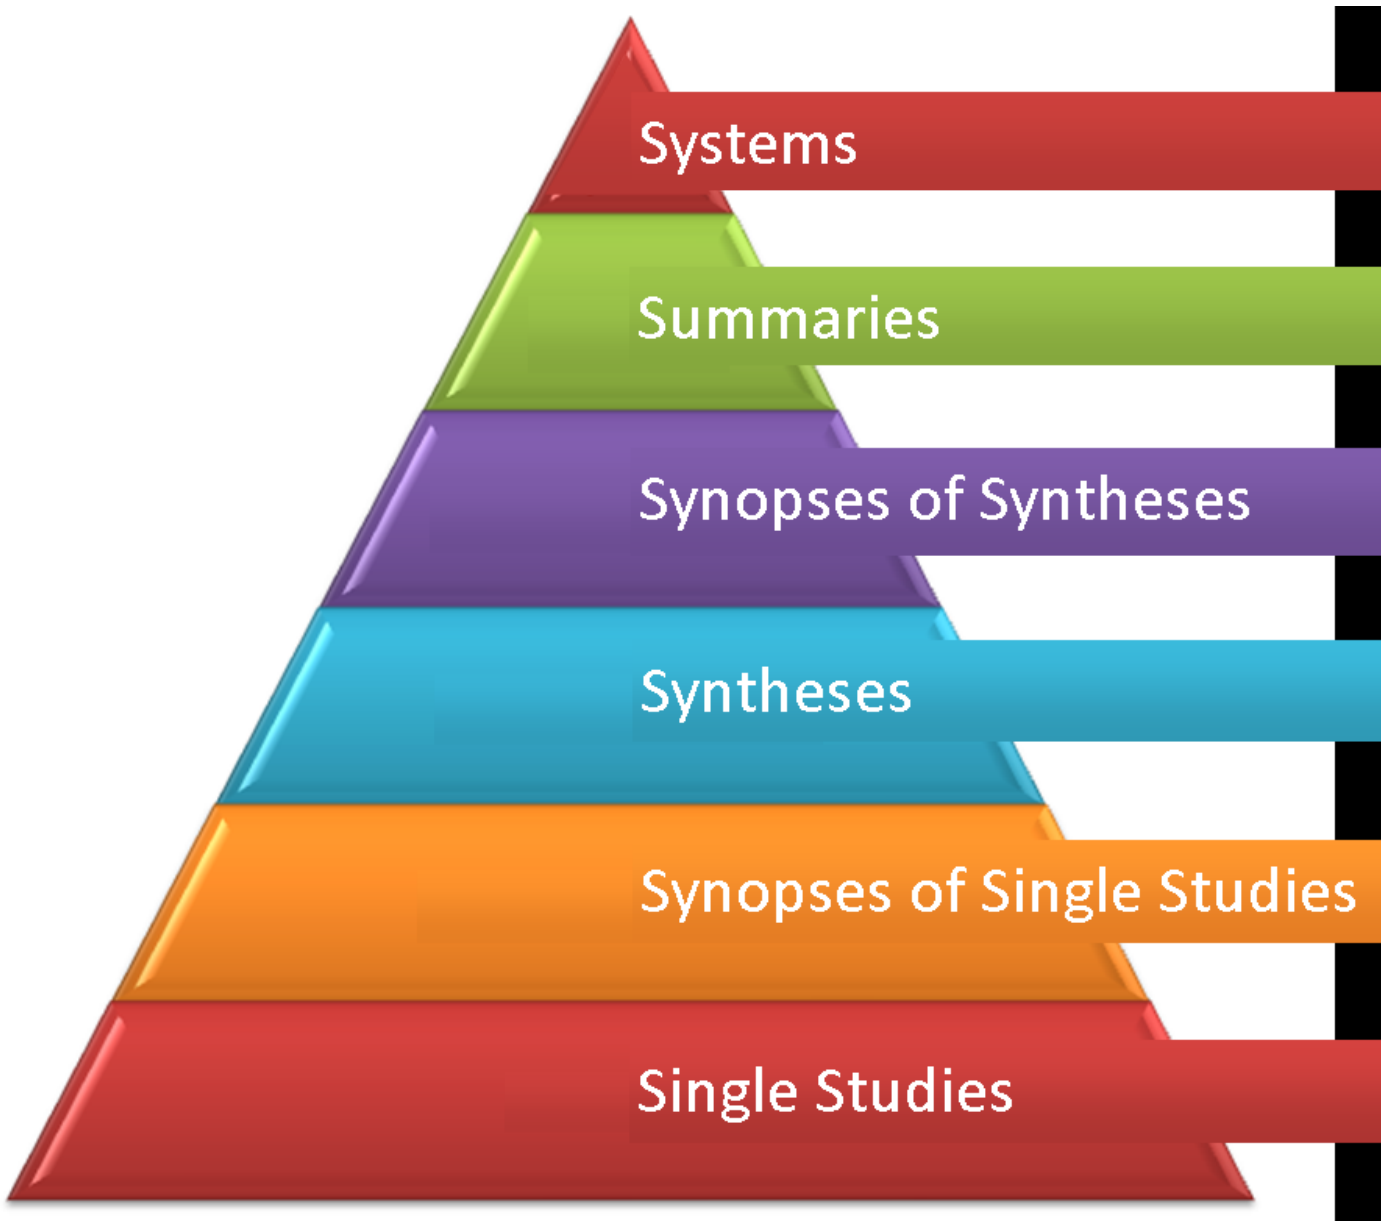 Systems
Summaries
Synopses of Syntheses
Syntheses
Synopses of Single Studies
Single Studies